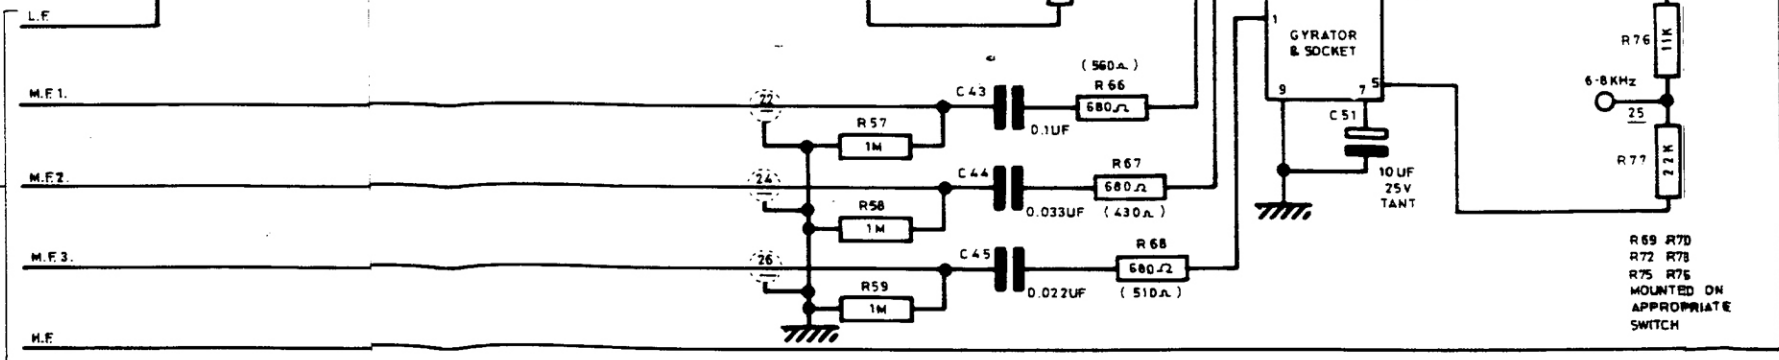 L.F.
M.F.1.
M.F.2.
M.F.3.
H.F.
22
24
26
R57
1M
R58
1M
R59
1M
C43
0.1UF
C44
0.033UF
C45
0.022UF
(560Ω)
R66
680Ω
R67
680Ω
(430Ω)
R68
680Ω
(510Ω)
1
GYRATOR
& SOCKET
9
7
5
C51
10UF
25V
TANT
R76
11K
6·8KHz
25
R77
22K
R69 R70
R72 R73
R75 R76
MOUNTED ON
APPROPRIATE
SWITCH